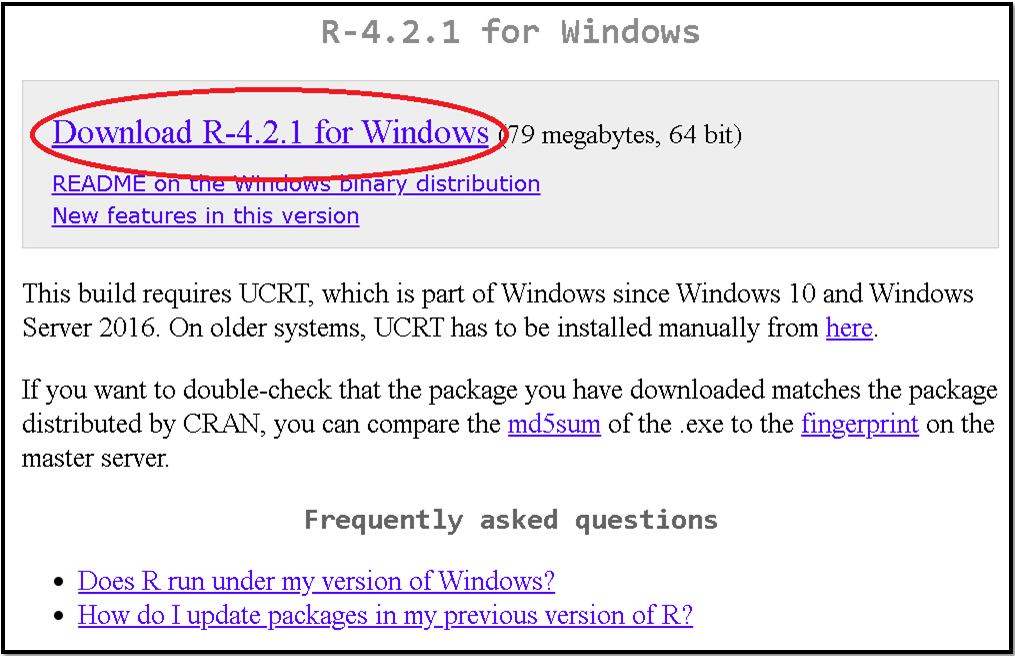 R-4.2.1 for Windows
Download R-4.2.1 for Windows (79 megabytes, 64 bit)
README on the Windows binary distribution
New features in this version
This build requires UCRT, which is part of Windows since Windows 10 and Windows
Server 2016. On older systems, UCRT has to be installed manually from here.
If you want to double-check that the package you have downloaded matches the package
distributed by CRAN, you can compare the md5sum of the .exe to the fingerprint on the
master server.
Frequently asked questions
• Does R run under my version of Windows?
• How do I update packages in my previous version of R?